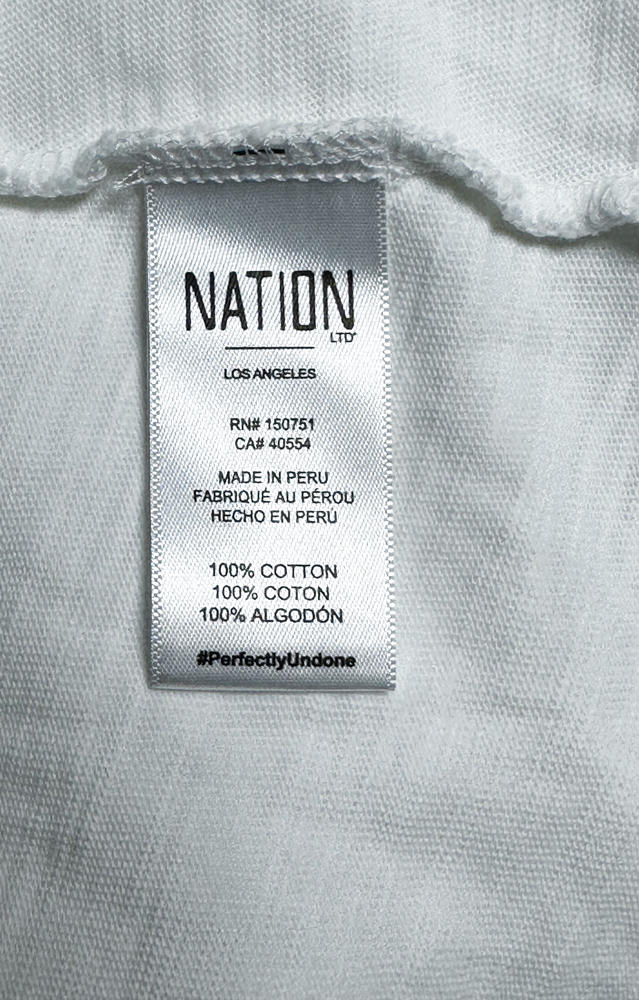 NATION
LTD
LOS ANGELES
RN# 150751
CA# 40554
MADE IN PERU
FABRIQUÉ AU PÉROU
HECHO EN PERÚ
100% COTTON
100% COTON
100% ALGODÓN
#PerfectlyUndone